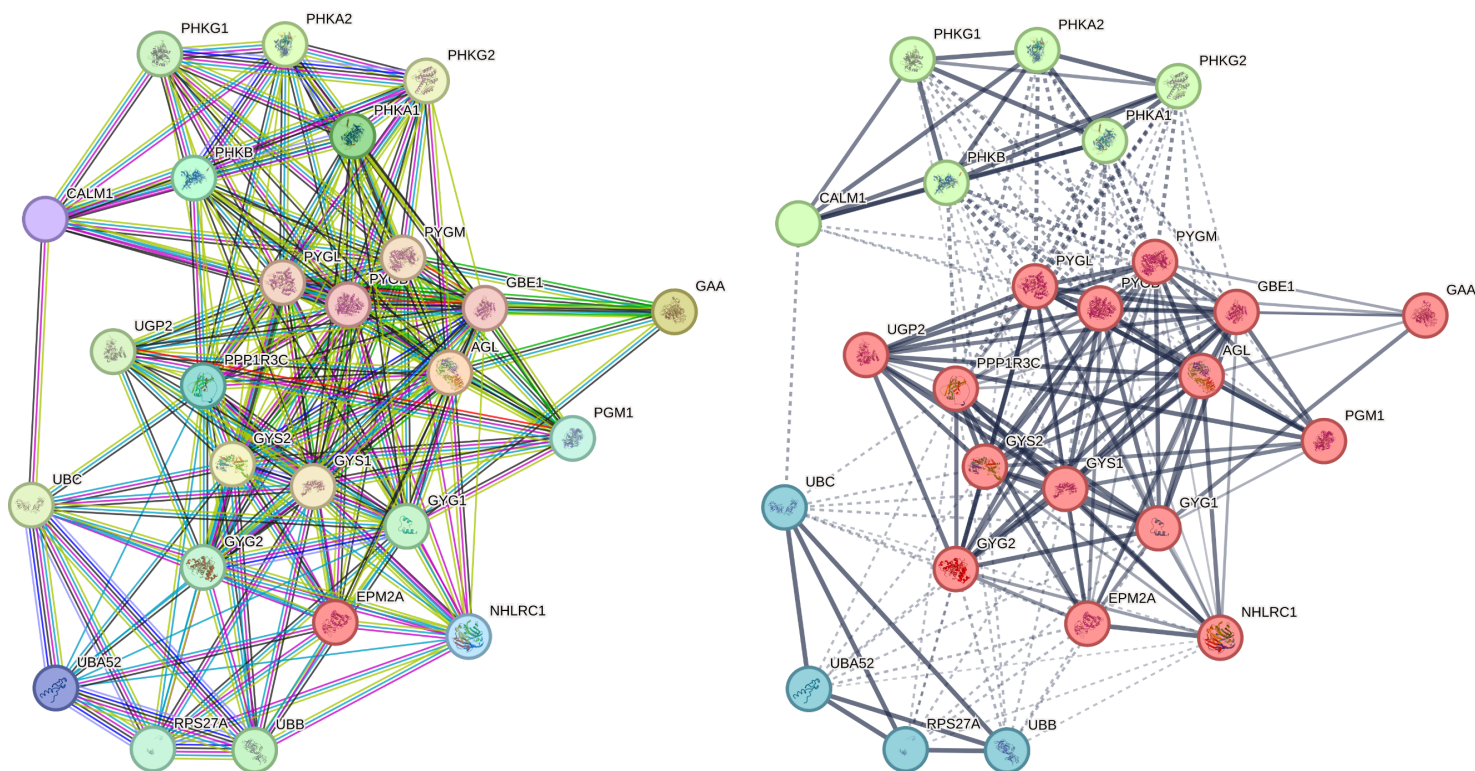 PHKG1
PHKA2
PHKG2
PHKA1
PHKB
CALM1
PYGM
PYGL
GBE1
GAA
UGP2
PPP1R3C
AGL
PGM1
GYS2
GYS1
UBC
GYG1
GYG2
EPM2A
NHLRC1
UBA52
RPS27A
UBB
PHKG1
PHKA2
PHKG2
PHKA1
PHKB
CALM1
PYGM
PYGL
GBE1
GAA
UGP2
PPP1R3C
AGL
PGM1
GYS2
GYS1
UBC
GYG1
GYG2
EPM2A
NHLRC1
UBA52
RPS27A
UBB